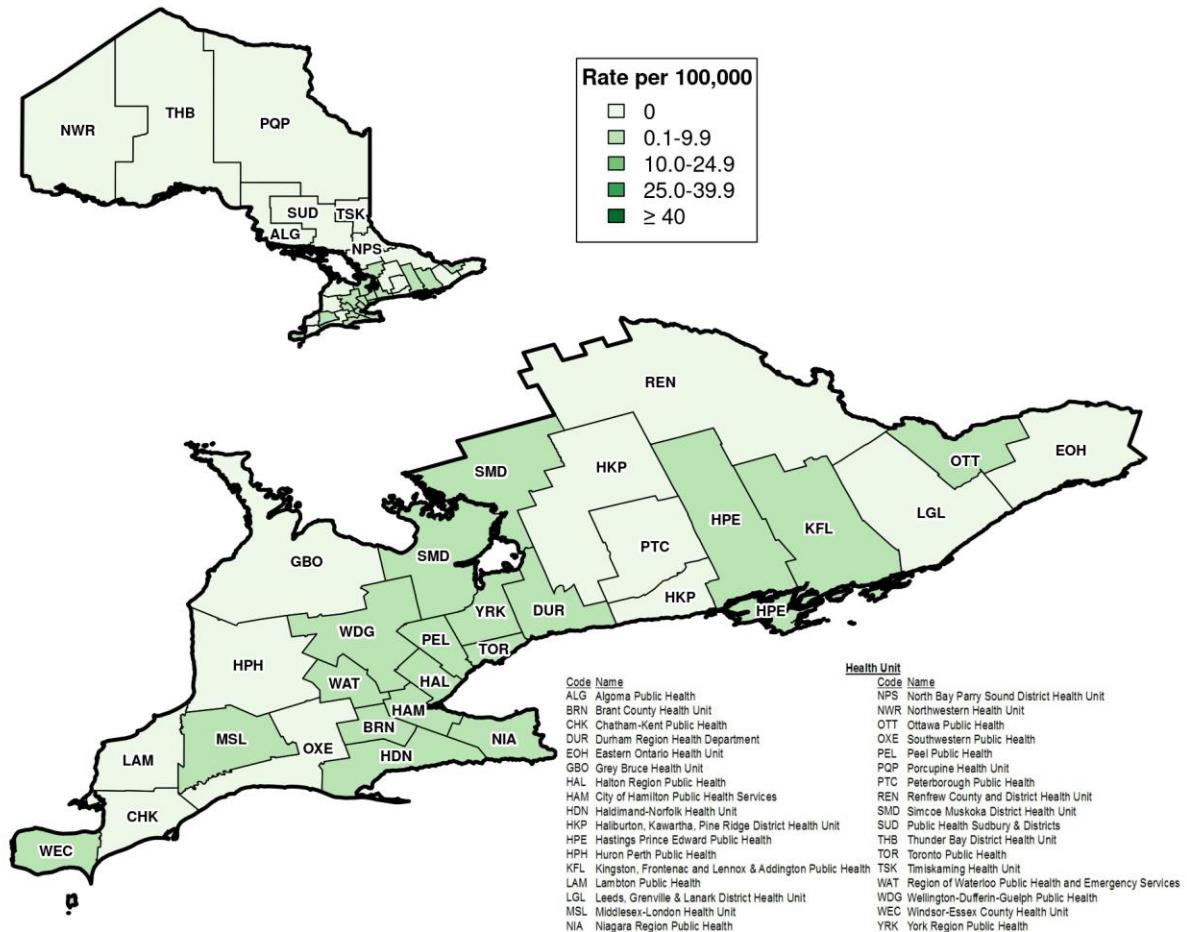 THB
NWR
PQP
SUD
TSK
ALG
NPS
Rate per 100,000
0
0.1-9.9
10.0-24.9
25.0-39.9
≥ 40
REN
SMD
HKP
OTT
EOH
HPE
KFL
LGL
GBO
SMD
PTC
YRK
DUR
HKP
HPE
WDG
PEL
TOR
HPH
WAT
HAL
HAM
MSL
BRN
NIA
OXE
HDN
LAM
CHK
WEC
Health Unit
Code Name
ALG Algoma Public Health
BRN Brant County Health Unit
CHK Chatham-Kent Public Health
DUR Durham Region Health Department
EOH Eastern Ontario Health Unit
GBO Grey Bruce Health Unit
HAL Halton Region Public Health
HAM City of Hamilton Public Health Services
HDN Haldimand-Norfolk Health Unit
HKP Haliburton, Kawartha, Pine Ridge District Health Unit
HPE Hastings Prince Edward Public Health
HPH Huron Perth Public Health
KFL Kingston, Frontenac and Lennox & Addington Public Health
LAM Lambton Public Health
LGL Leeds, Grenville & Lanark District Health Unit
MSL Middlesex-London Health Unit
NIA Niagara Region Public Health
Code Name
NPS North Bay Parry Sound District Health Unit
NWR Northwestern Health Unit
OTT Ottawa Public Health
OXE Southwestern Public Health
PEL Peel Public Health
PQP Porcupine Health Unit
PTC Peterborough Public Health
REN Renfrew County and District Health Unit
SMD Simcoe Muskoka District Health Unit
SUD Public Health Sudbury & Districts
THB Thunder Bay District Health Unit
TOR Toronto Public Health
TSK Timiskaming Health Unit
WAT Region of Waterloo Public Health and Emergency Services
WDG Wellington-Dufferin-Guelph Public Health
WEC Windsor-Essex County Health Unit
YRK York Region Public Health